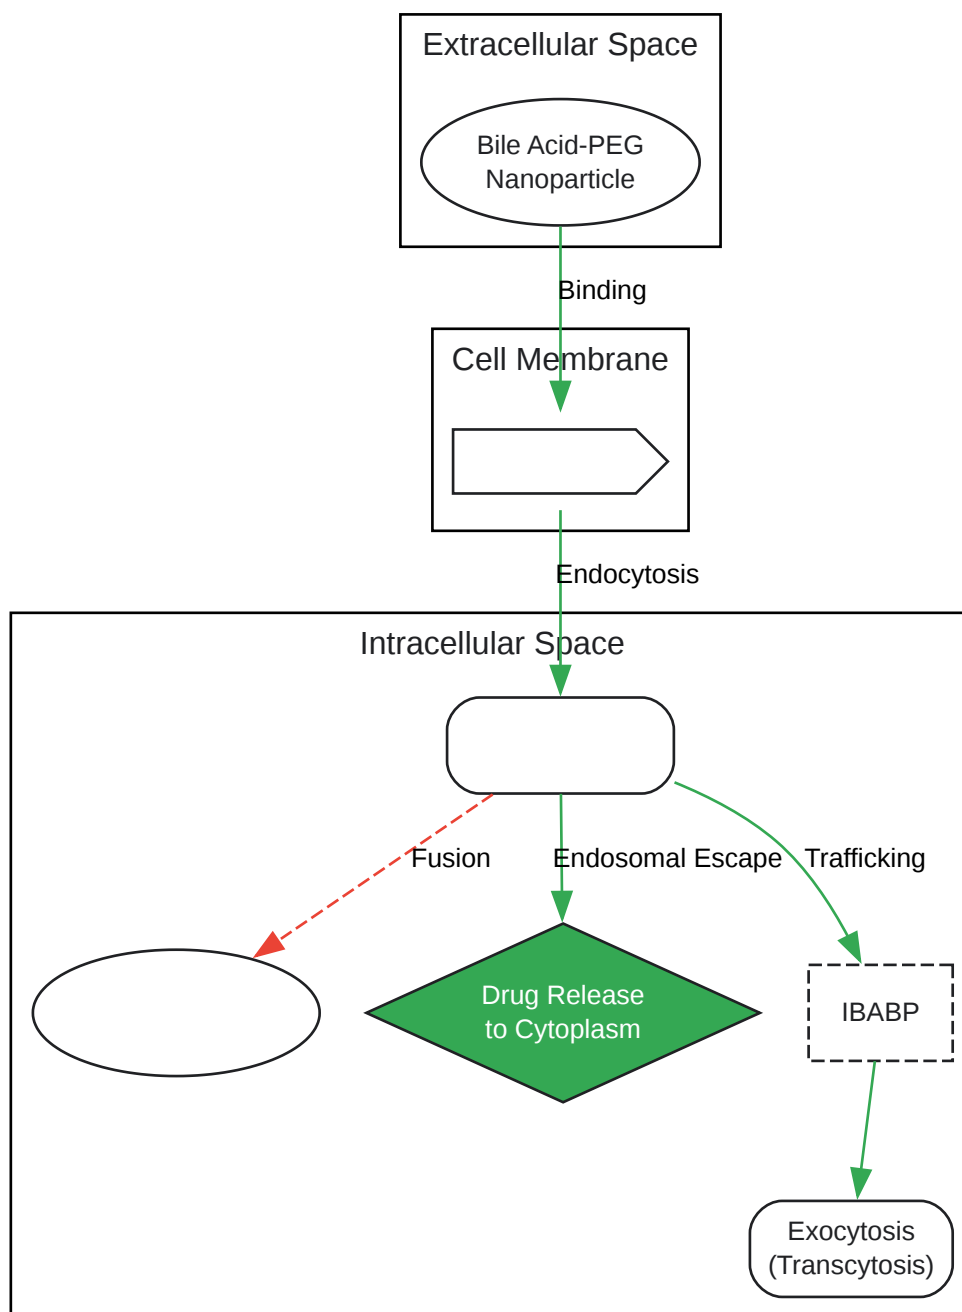 Extracellular Space
Bile Acid-PEG
Nanoparticle
Binding
Cell Membrane
Endocytosis
Intracellular Space
Fusion
Endosomal Escape
Trafficking
Drug Release
to Cytoplasm
IBABP
Exocytosis
(Transcytosis)